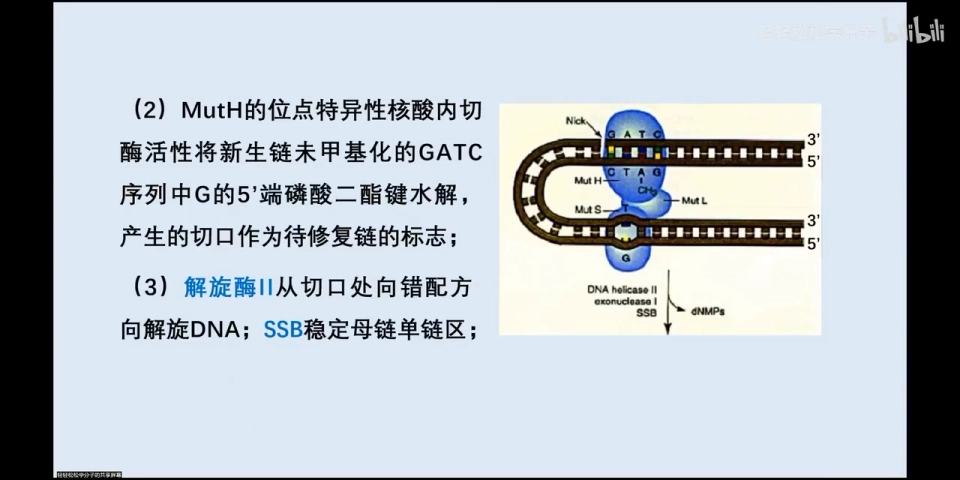 bilibili
（2）MutH的位点特异性核酸内切
酶活性将新生链未甲基化的GATC
序列中G的5’端磷酸二酯键水解，
产生的切口作为待修复链的标志；
（3）解旋酶II从切口处向错配方
向解旋DNA；SSB稳定母链单链区；
Nick
G A T C
3’
5’
C T A G
Mut H
CH3
Mut L
Mut S
T
3’
5’
G
DNA helicase II
exonuclease I
SSB
dNMPs